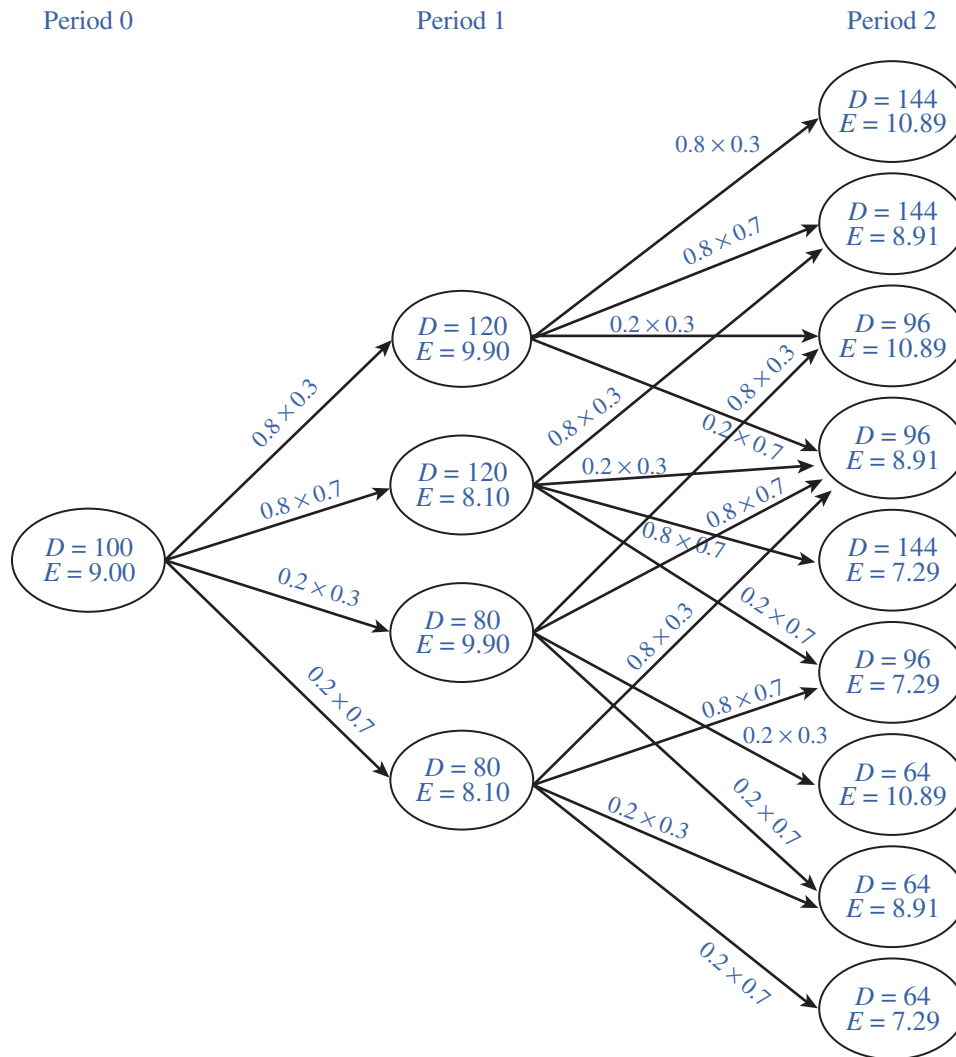 Period 0
Period 1
Period 2
D = 144
E = 10.89
0.8 × 0.3
D = 144
E = 8.91
0.8 × 0.7
D = 120
E = 9.90
0.2 × 0.3
D = 96
E = 10.89
0.8 × 0.3
0.8 × 0.3
0.8 × 0.3
0.2 × 0.7
D = 96
E = 8.91
D = 120
E = 8.10
0.2 × 0.3
0.8 × 0.7
0.8 × 0.7
0.8 × 0.7
D = 100
E = 9.00
D = 144
E = 7.29
0.2 × 0.3
D = 80
E = 9.90
0.2 × 0.7
0.8 × 0.3
D = 96
E = 7.29
0.2 × 0.7
0.8 × 0.7
0.2 × 0.3
D = 80
E = 8.10
D = 64
E = 10.89
0.2 × 0.3
0.2 × 0.7
D = 64
E = 8.91
0.2 × 0.7
D = 64
E = 7.29